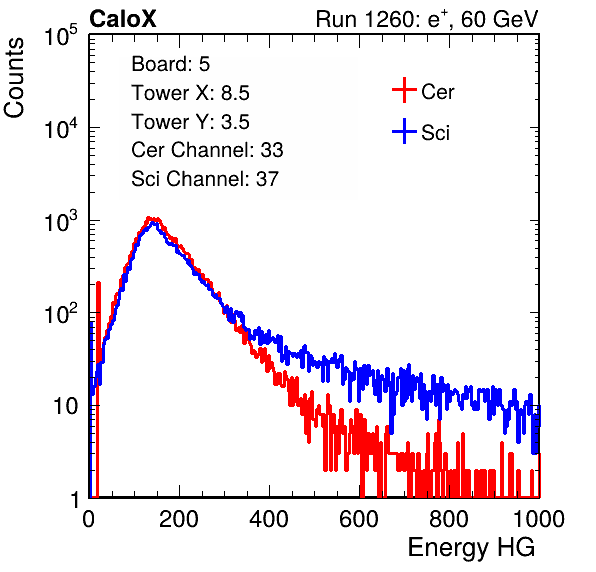 CaloX Run 1260: e⁺, 60 GeV
Board: 5
Tower X: 8.5
Tower Y: 3.5
Cer Channel: 33
Sci Channel: 37
Cer
Sci
Counts
10⁵
10⁴
10³
10²
10
1
0 200 400 600 800 1000
Energy HG